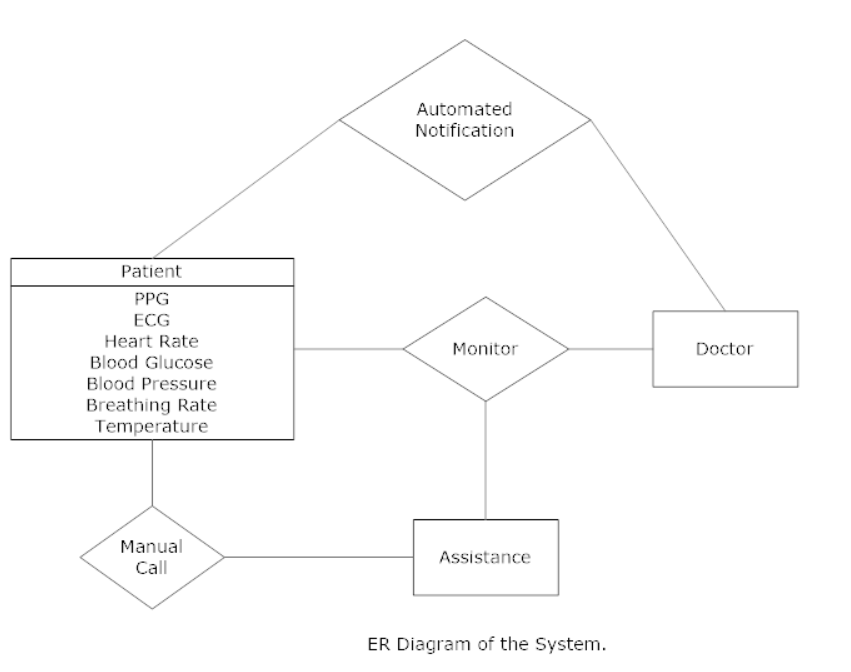 Automated
Notification
Patient
PPG
ECG
Heart Rate
Blood Glucose
Blood Pressure
Breathing Rate
Temperature
Monitor
Doctor
Manual
Call
Assistance
ER Diagram of the System.